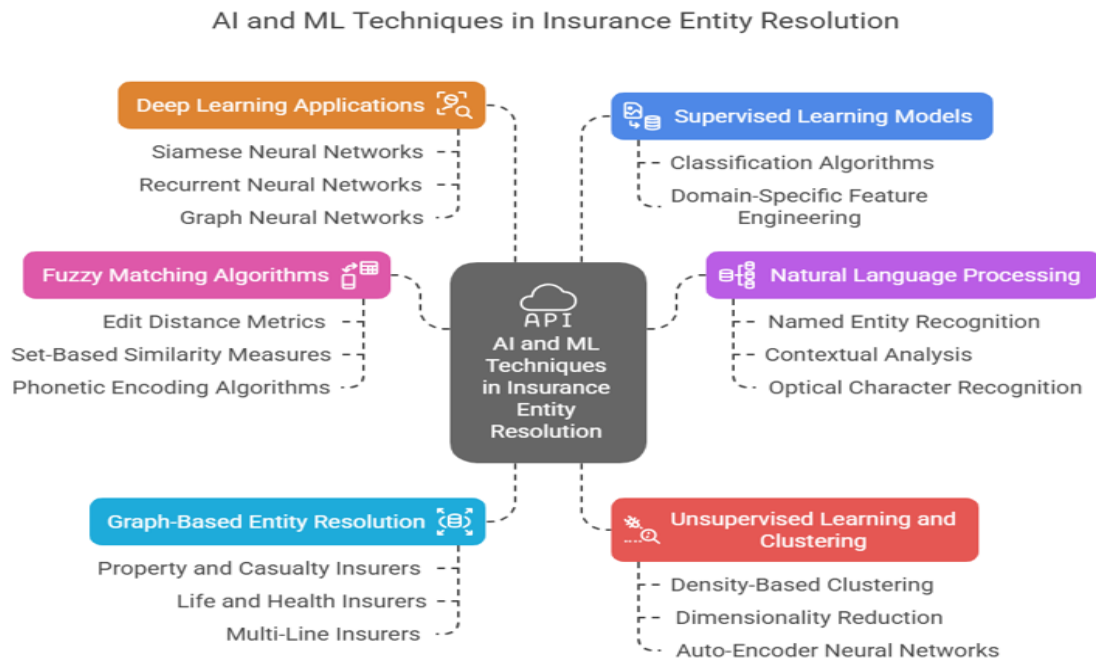 AI and ML Techniques in Insurance Entity Resolution
Deep Learning Applications
Siamese Neural Networks
Recurrent Neural Networks
Graph Neural Networks
Supervised Learning Models
Classification Algorithms
Domain-Specific Feature
Engineering
Fuzzy Matching Algorithms
Edit Distance Metrics
Set-Based Similarity Measures
Phonetic Encoding Algorithms
API
AI and ML
Techniques
in Insurance
Entity
Resolution
Natural Language Processing
Named Entity Recognition
Contextual Analysis
Optical Character Recognition
Graph-Based Entity Resolution
Property and Casualty Insurers
Life and Health Insurers
Multi-Line Insurers
Unsupervised Learning and
Clustering
Density-Based Clustering
Dimensionality Reduction
Auto-Encoder Neural Networks